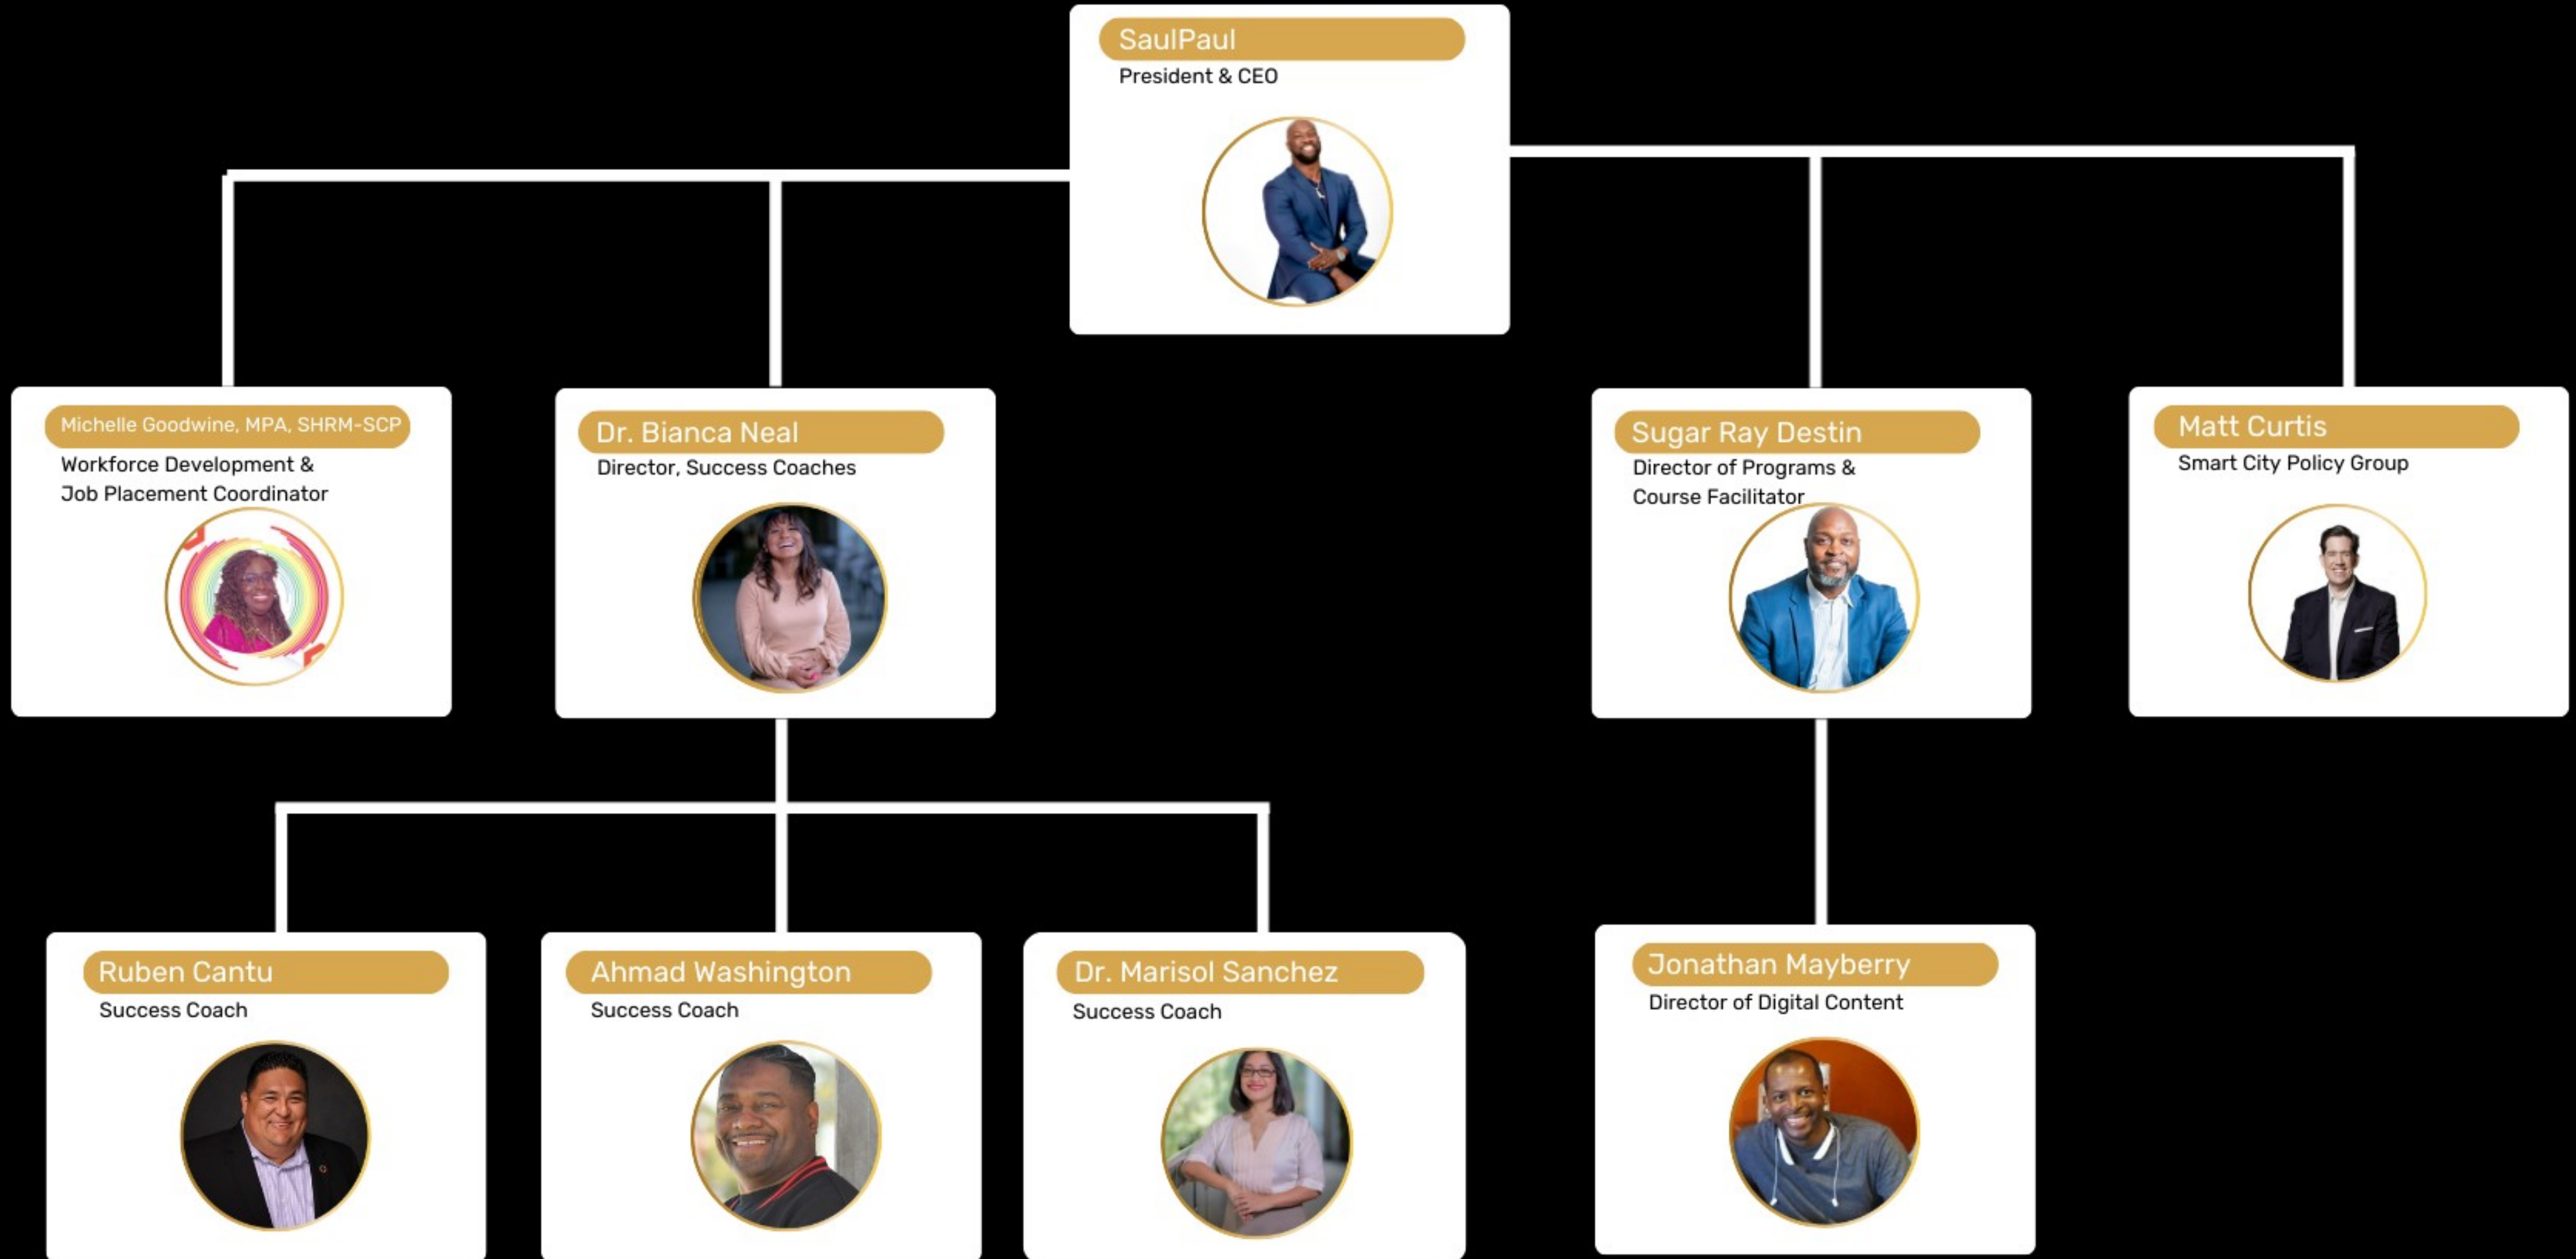 SaulPaul
President & CEO
Michelle Goodwine, MPA, SHRM-SCP
Workforce Development &
Job Placement Coordinator
Dr. Bianca Neal
Director, Success Coaches
Sugar Ray Destin
Director of Programs &
Course Facilitator
Matt Curtis
Smart City Policy Group
Ruben Cantu
Success Coach
Ahmad Washington
Success Coach
Dr. Marisol Sanchez
Success Coach
Jonathan Mayberry
Director of Digital Content